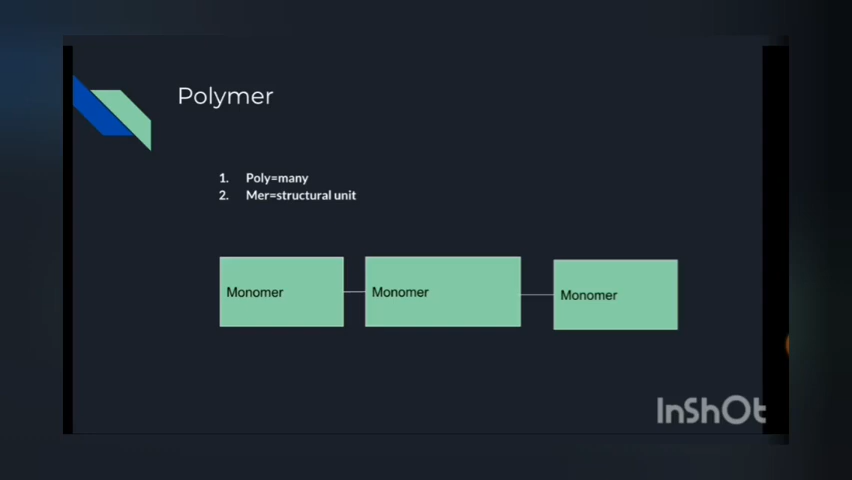 Polymer
1. Poly=many
2. Mer=structural unit
Monomer Monomer Monomer
InShOt